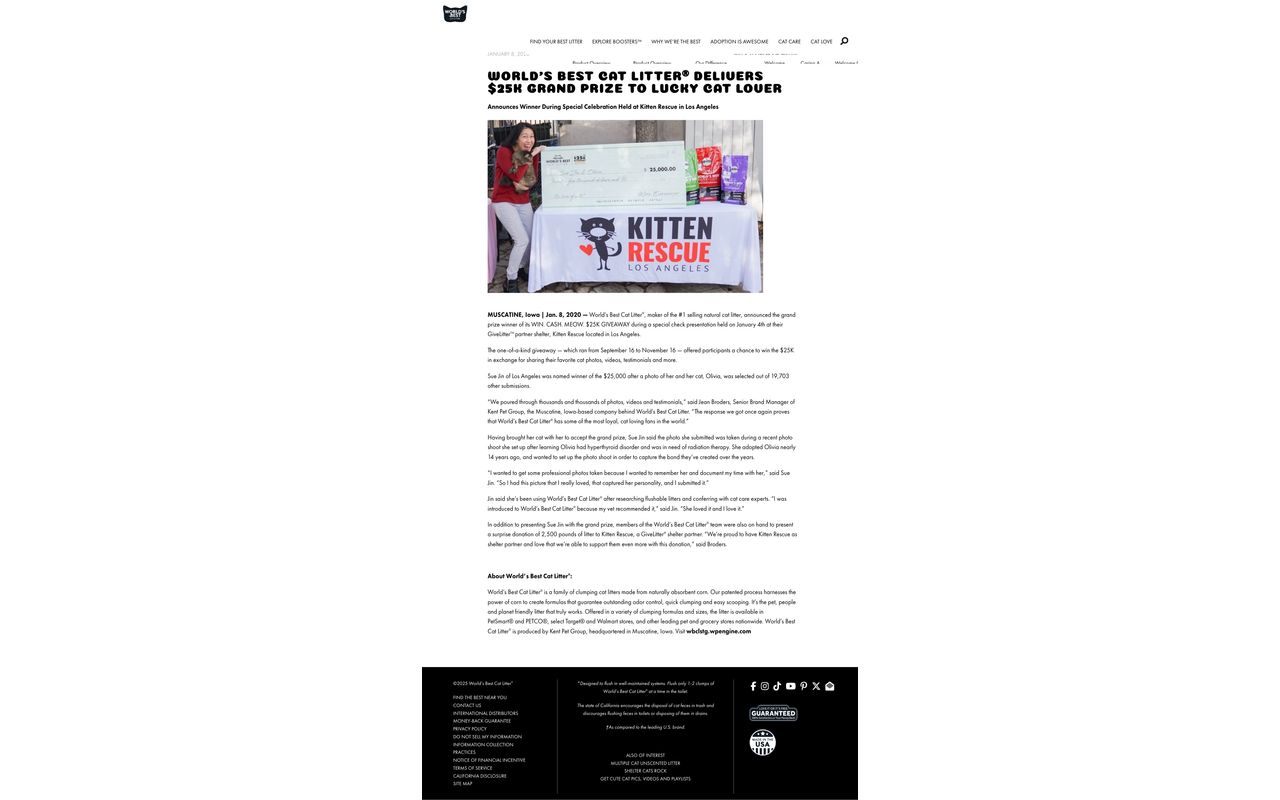 WORLD'S
BEST
FIND YOUR BEST LITTER EXPLORE BOOSTERS™ WHY WE'RE THE BEST ADOPTION IS AWESOME CAT CARE CAT LOVE
JANUARY 8,
Product Overview Product Overview Our Difference Welcome Caring & Welcome
WORLD'S BEST CAT LITTER® DELIVERS
$25K GRAND PRIZE TO LUCKY CAT LOVER
Announces Winner During Special Celebration Held at Kitten Rescue in Los Angeles
WORLD'S BEST $25K
$ 25,000.00
KITTEN
RESCUE
LOS ANGELES
MUSCATINE, Iowa | Jan. 8, 2020 — World's Best Cat Litter®, maker of the #1 selling natural cat litter, announced the grand
prize winner of its WIN. CASH. MEOW. $25K GIVEAWAY during a special check presentation held on January 4th at their
GiveLitter™ partner shelter, Kitten Rescue located in Los Angeles.
The one-of-a-kind giveaway — which ran from September 16 to November 16 — offered participants a chance to win the $25K
in exchange for sharing their favorite cat photos, videos, testimonials and more.
Sue Jin of Los Angeles was named winner of the $25,000 after a photo of her and her cat, Olivia, was selected out of 19,703
other submissions.
"We poured through thousands and thousands of photos, videos and testimonials," said Jean Broders, Senior Brand Manager of
Kent Pet Group, the Muscatine, Iowa-based company behind World's Best Cat Litter. "The response we got once again proves
that World's Best Cat Litter® has some of the most loyal, cat loving fans in the world."
Having brought her cat with her to accept the grand prize, Sue Jin said the photo she submitted was taken during a recent photo
shoot she set up after learning Olivia had hyperthyroid disorder and was in need of radiation therapy. She adopted Olivia nearly
14 years ago, and wanted to set up the photo shoot in order to capture the bond they've created over the years.
"I wanted to get some professional photos taken because I wanted to remember her and document my time with her," said Sue
Jin. "So I had this picture that I really loved, that captured her personality, and I submitted it."
Jin said she's been using World's Best Cat Litter® after researching flushable litters and conferring with cat care experts. "I was
introduced to World's Best Cat Litter® because my vet recommended it," said Jin. "She loved it and I love it."
In addition to presenting Sue Jin with the grand prize, members of the World's Best Cat Litter® team were also on hand to present
a surprise donation of 2,500 pounds of litter to Kitten Rescue, a GiveLitter® shelter partner. "We're proud to have Kitten Rescue as
shelter partner and love that we're able to support them even more with this donation," said Broders.
About World's Best Cat Litter®:
World's Best Cat Litter® is a family of clumping cat litters made from naturally absorbent corn. Our patented process harnesses the
power of corn to create formulas that guarantee outstanding odor control, quick clumping and easy scooping. It's the pet, people
and planet friendly litter that truly works. Offered in a variety of clumping formulas and sizes, the litter is available in
PetSmart® and PETCO®, select Target® and Walmart stores, and other leading pet and grocery stores nationwide. World's Best
Cat Litter® is produced by Kent Pet Group, headquartered in Muscatine, Iowa. Visit wbclstg.wpengine.com
©2025 World's Best Cat Litter®
FIND THE BEST NEAR YOU
CONTACT US
INTERNATIONAL DISTRIBUTORS
MONEY-BACK GUARANTEE
PRIVACY POLICY
DO NOT SELL MY INFORMATION
INFORMATION COLLECTION
PRACTICES
NOTICE OF FINANCIAL INCENTIVE
TERMS OF SERVICE
CALIFORNIA DISCLOSURE
SITE MAP
*Designed to flush in well-maintained systems. Flush only 1-2 clumps of
World's Best Cat Litter® at a time in the toilet.
The state of California encourages the disposal of cat feces in trash and
discourages flushing feces in toilets or disposing of them in drains.
‡As compared to the leading U.S. brand.
ALSO OF INTEREST
MULTIPLE CAT UNSCENTED LITTER
SHELTER CATS ROCK
GET CUTE CAT PICS, VIDEOS AND PLAYLISTS
GUARANTEED
MADE IN THE
USA